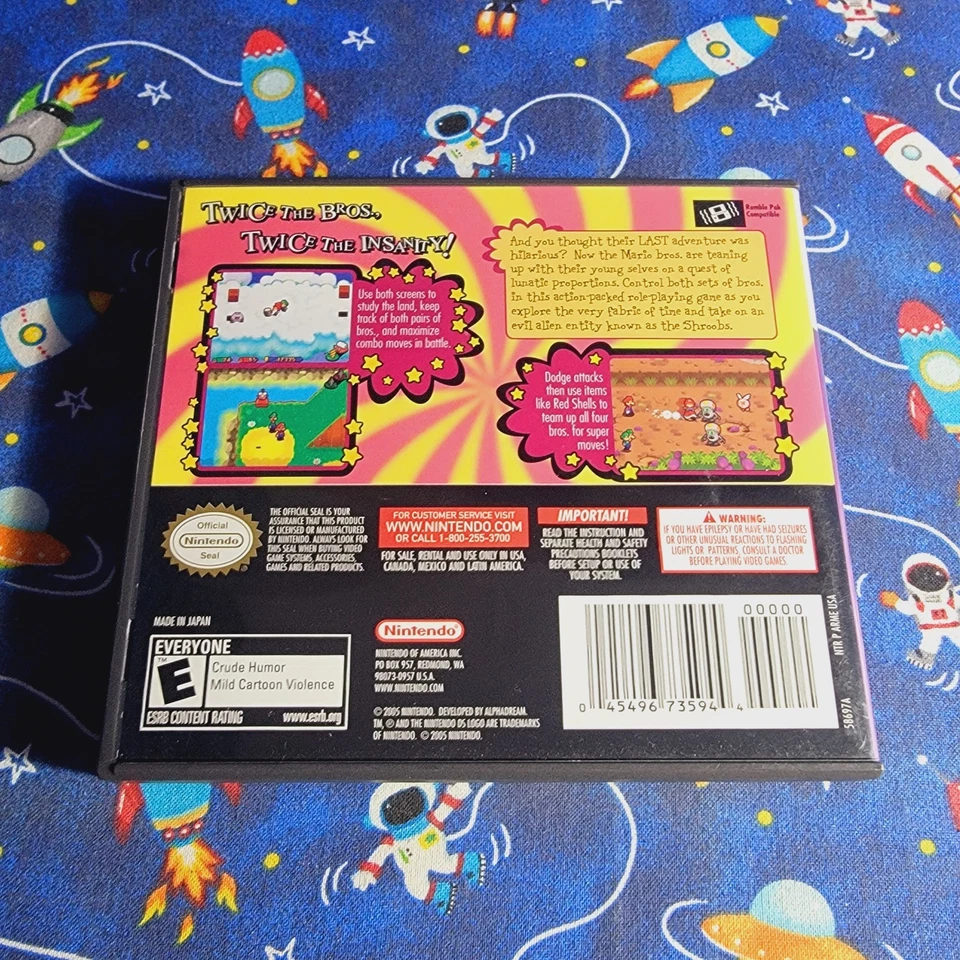 TWICE THE BROS.,
TWICE THE INSANITY!
Rumble Pak
Compatible
And you thought their LAST adventure was
hilarious? Now the Mario bros. are teaming
up with their young selves on a quest of
lunatic proportions. Control both sets of bros.
in this action-packed role-playing game as you
explore the very fabric of time and take on an
evil alien entity known as the Shroobs.
Use both screens to
study the land, keep
track of both pairs of
bros., and maximize
combo moves in battle.
Dodge attacks
then use items
like Red Shells to
team up all four
bros. for super
moves!
Official
Nintendo
Seal
THE OFFICIAL SEAL IS YOUR
ASSURANCE THAT THIS PRODUCT
IS LICENSED OR MANUFACTURED
BY NINTENDO. ALWAYS LOOK FOR
THIS SEAL WHEN BUYING VIDEO
GAME SYSTEMS, ACCESSORIES,
GAMES AND RELATED PRODUCTS.
FOR CUSTOMER SERVICE VISIT
WWW.NINTENDO.COM
OR CALL 1-800-255-3700
FOR SALE, RENTAL AND USE ONLY IN USA,
CANADA, MEXICO AND LATIN AMERICA.
IMPORTANT!
READ THE INSTRUCTION AND
SEPARATE HEALTH AND SAFETY
PRECAUTIONS BOOKLETS
BEFORE SETUP OR USE OF
YOUR SYSTEM.
WARNING:
IF YOU HAVE EPILEPSY OR HAVE HAD SEIZURES
OR OTHER UNUSUAL REACTIONS TO FLASHING
LIGHTS OR PATTERNS, CONSULT A DOCTOR
BEFORE PLAYING VIDEO GAMES.
MADE IN JAPAN
EVERYONE
TM
E
Crude Humor
Mild Cartoon Violence
ESRB CONTENT RATING www.esrb.org
Nintendo
NINTENDO OF AMERICA INC.
PO BOX 957, REDMOND, WA
98073-0957 U.S.A.
WWW.NINTENDO.COM
© 2005 NINTENDO. DEVELOPED BY ALPHADREAM.
TM, ® AND THE NINTENDO DS LOGO ARE TRADEMARKS
OF NINTENDO. © 2005 NINTENDO.
00000
0 45496 73594 4
NTR P ARME USA
58697A